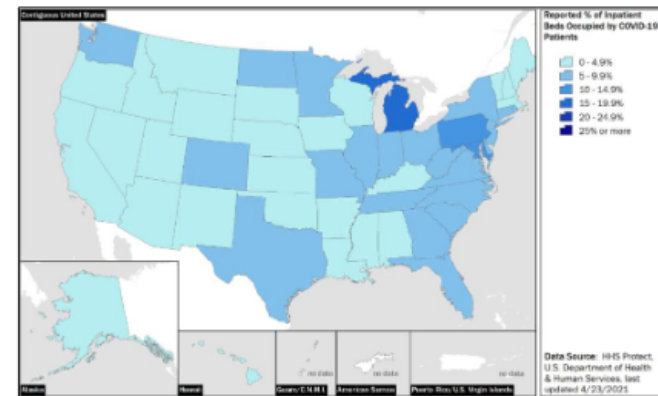 Contiguous United States
Reported % of Inpatient
Beds Occupied by COVID-19
Patients
0 - 4.9%
5 - 9.9%
10 - 14.9%
15 - 19.9%
20 - 24.9%
25% or more
no data
no data
no data
Alaska
Hawaii
Guam/C.N.M.I.
American Samoa
Puerto Rico/U.S. Virgin Islands
Data Source: HHS Protect,
U.S. Department of Health
& Human Services, last
updated 4/23/2021